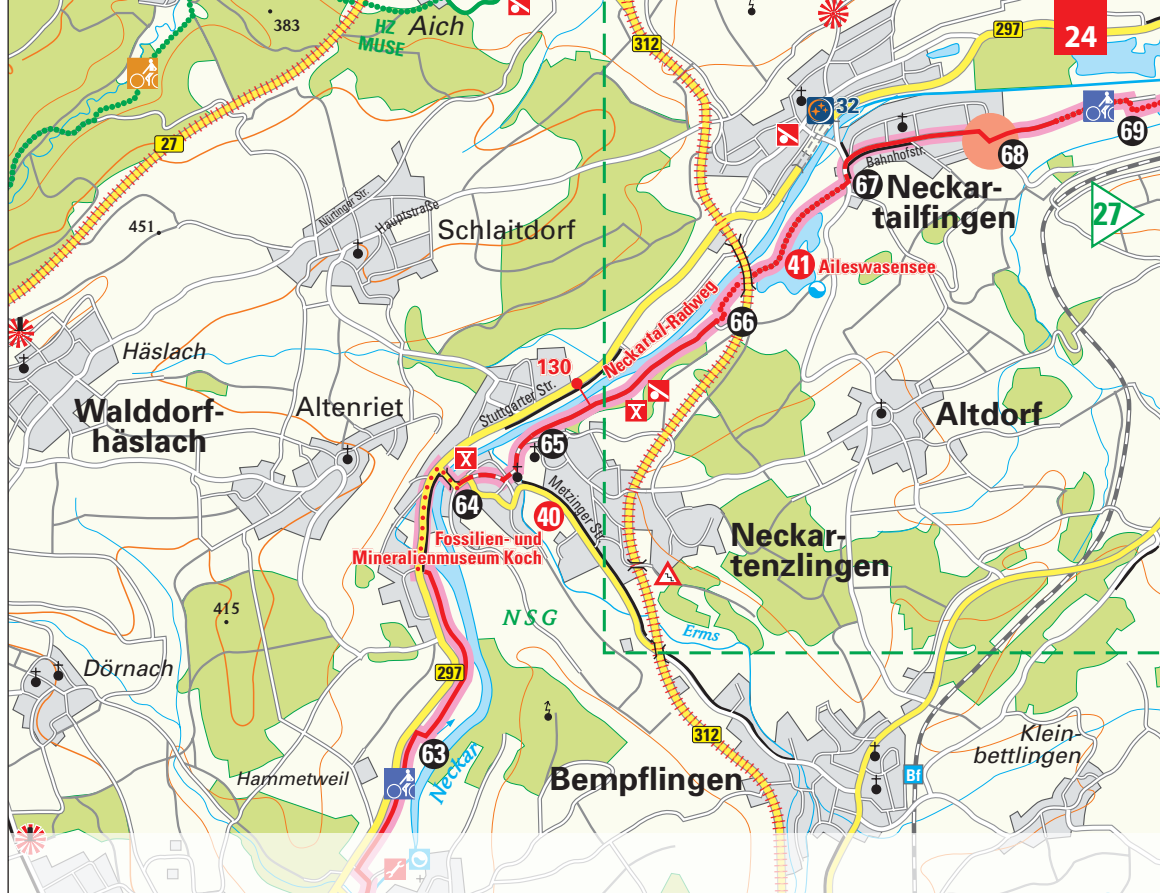 24
383
HZ
MUSE
Aich
312
297
32
27
68
69
Bahnhofstr.
67
Neckar-
tailfingen
27
Nürtinger Str.
Hauptstraße
451
Schlaitdorf
41
Aileswasensee
Neckartal-Radweg
66
Häslach
130
Stuttgarter Str.
X
Walddorf-
häslach
Altenriet
Altdorf
65
X
64
Metzinger Str.
40
Fossilien- und
Mineralienmuseum Koch
Neckar-
tenzlingen
415
NSG
Erms
Dörnach
297
63
Neckar
312
Klein-
bettlingen
Hammetweil
Bempflingen
Bf